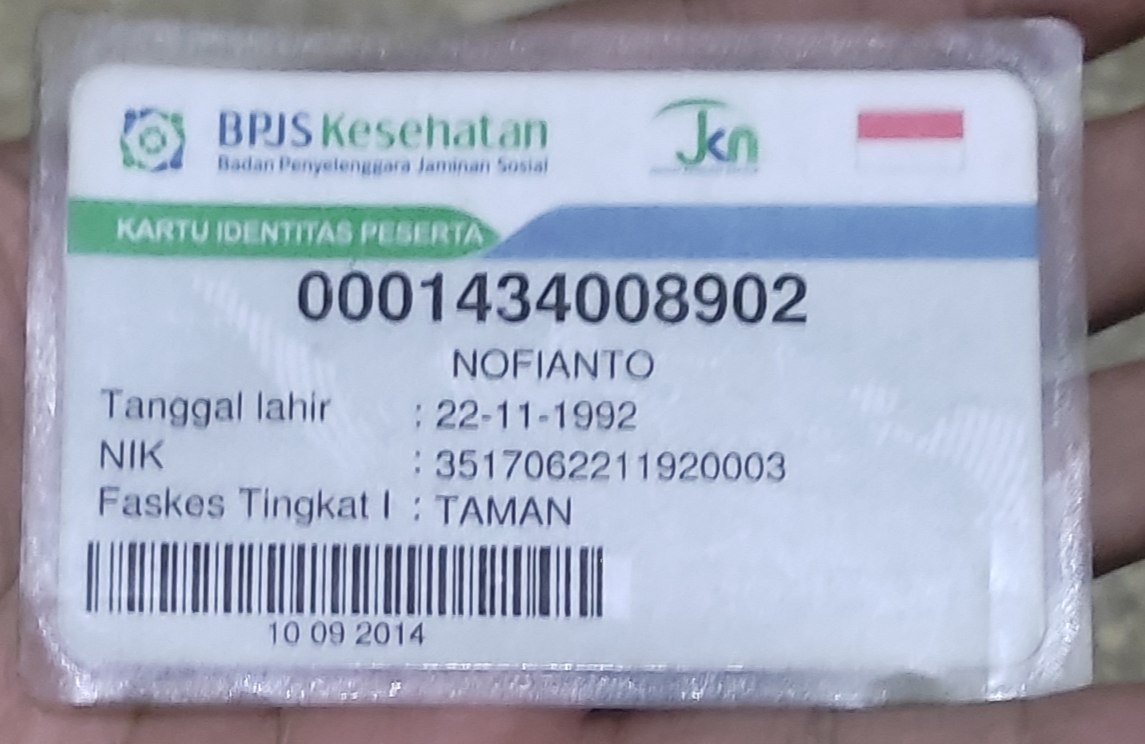 BPJS Kesehatan
Badan Penyelenggara Jaminan Sosial
Jkn
KARTU IDENTITAS PESERTA
0001434008902
NOFIANTO
Tanggal lahir : 22-11-1992
NIK : 3517062211920003
Faskes Tingkat I : TAMAN
10 09 2014